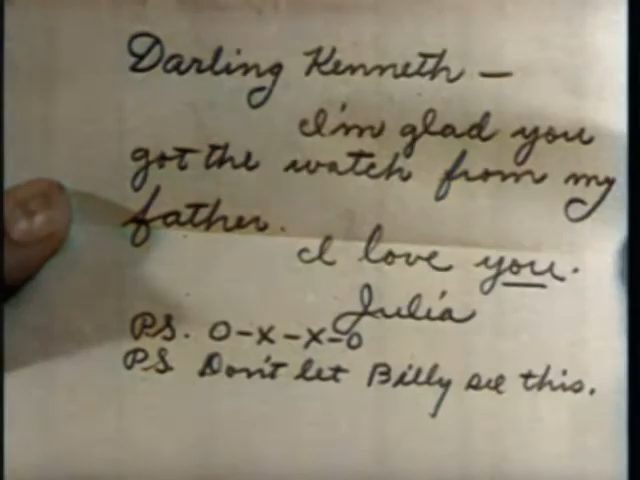 Darling Kenneth —
I'm glad you
got the watch from my
father.
I love you.
Julia
P.S. O-X-X-O
P.S Don't let Billy see this.